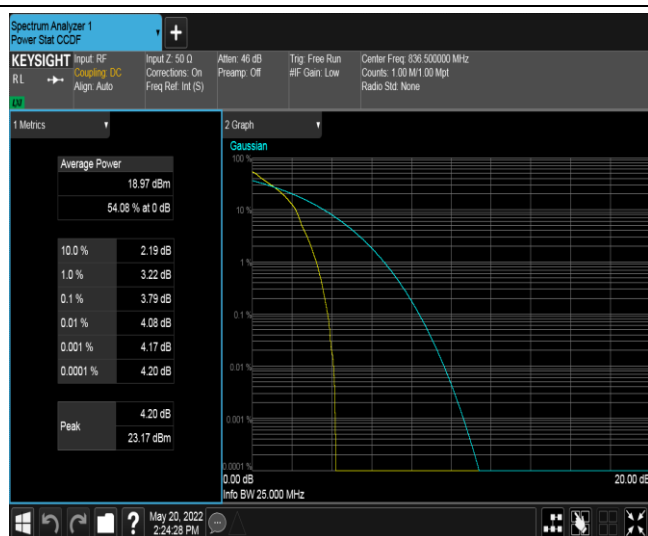 Spectrum Analyzer 1
Power Stat CCDF
+
KEYSIGHT
RL
LXI
Input: RF
Coupling: DC
Align: Auto
Input Z: 50 Ω
Corrections: On
Freq Ref: Int (S)
Atten: 46 dB
Preamp: Off
Trig: Free Run
#IF Gain: Low
Center Freq: 836.500000 MHz
Counts: 1.00 M/1.00 Mpt
Radio Std: None
1 Metrics
Average Power
18.97 dBm
54.08 % at 0 dB
10.0 % 2.19 dB
1.0 % 3.22 dB
0.1 % 3.79 dB
0.01 % 4.08 dB
0.001 % 4.17 dB
0.0001 % 4.20 dB
Peak
4.20 dB
23.17 dBm
2 Graph
Gaussian
100 %
10 %
1 %
0.1 %
0.01 %
0.001 %
0.0001 %
0.00 dB
20.00 dB
Info BW 25.000 MHz
?
May 20, 2022
2:24:28 PM